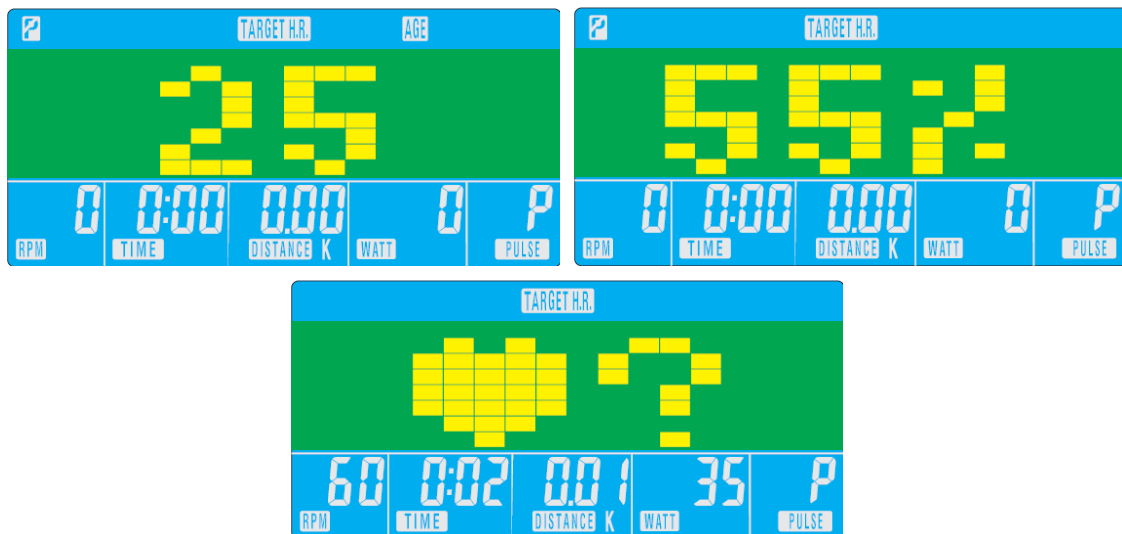 P TARGET H.R. AGE
25
0 0:00 0.00 0 P
RPM TIME DISTANCE K WATT PULSE
P TARGET H.R.
55%
0 0:00 0.00 0 P
RPM TIME DISTANCE K WATT PULSE
TARGET H.R.
?
60 0:02 0.01 35 P
RPM TIME DISTANCE K WATT PULSE